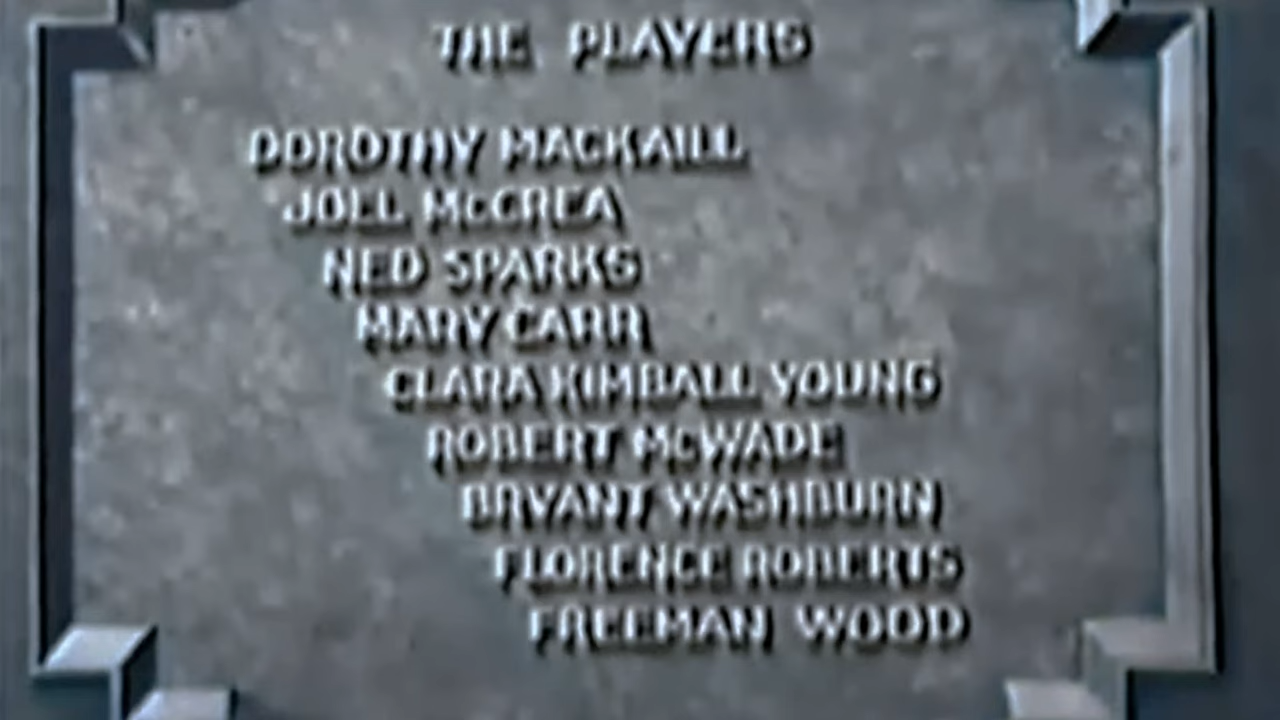 THE PLAYERS
DOROTHY MACKAILL
JOEL McCREA
NED SPARKS
MARY CARR
CLARA KIMBALL YOUNG
ROBERT McWADE
BRYANT WASHBURN
FLORENCE ROBERTS
FREEMAN WOOD